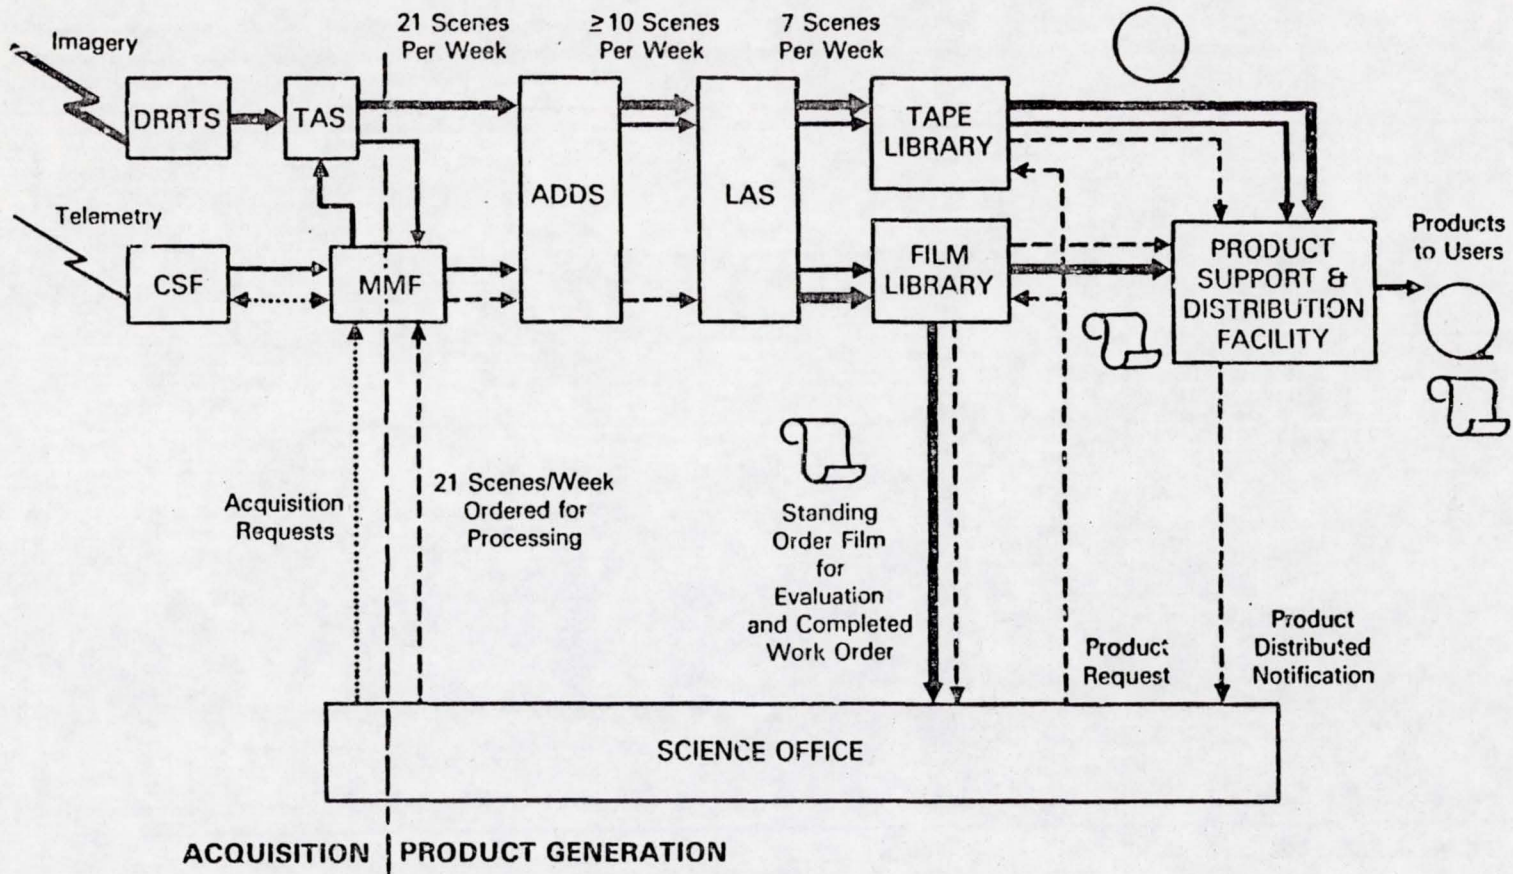 21 Scenes
Per Week
≥10 Scenes
Per Week
7 Scenes
Per Week
Imagery
DRRTS
TAS
ADDS
LAS
TAPE
LIBRARY
Telemetry
CSF
MMF
FILM
LIBRARY
PRODUCT
SUPPORT &
DISTRIBUTION
FACILITY
Products
to Users
Acquisition
Requests
21 Scenes/Week
Ordered for
Processing
Standing
Order Film
for
Evaluation
and Completed
Work Order
Product
Request
Product
Distributed
Notification
SCIENCE OFFICE
ACQUISITION
PRODUCT GENERATION